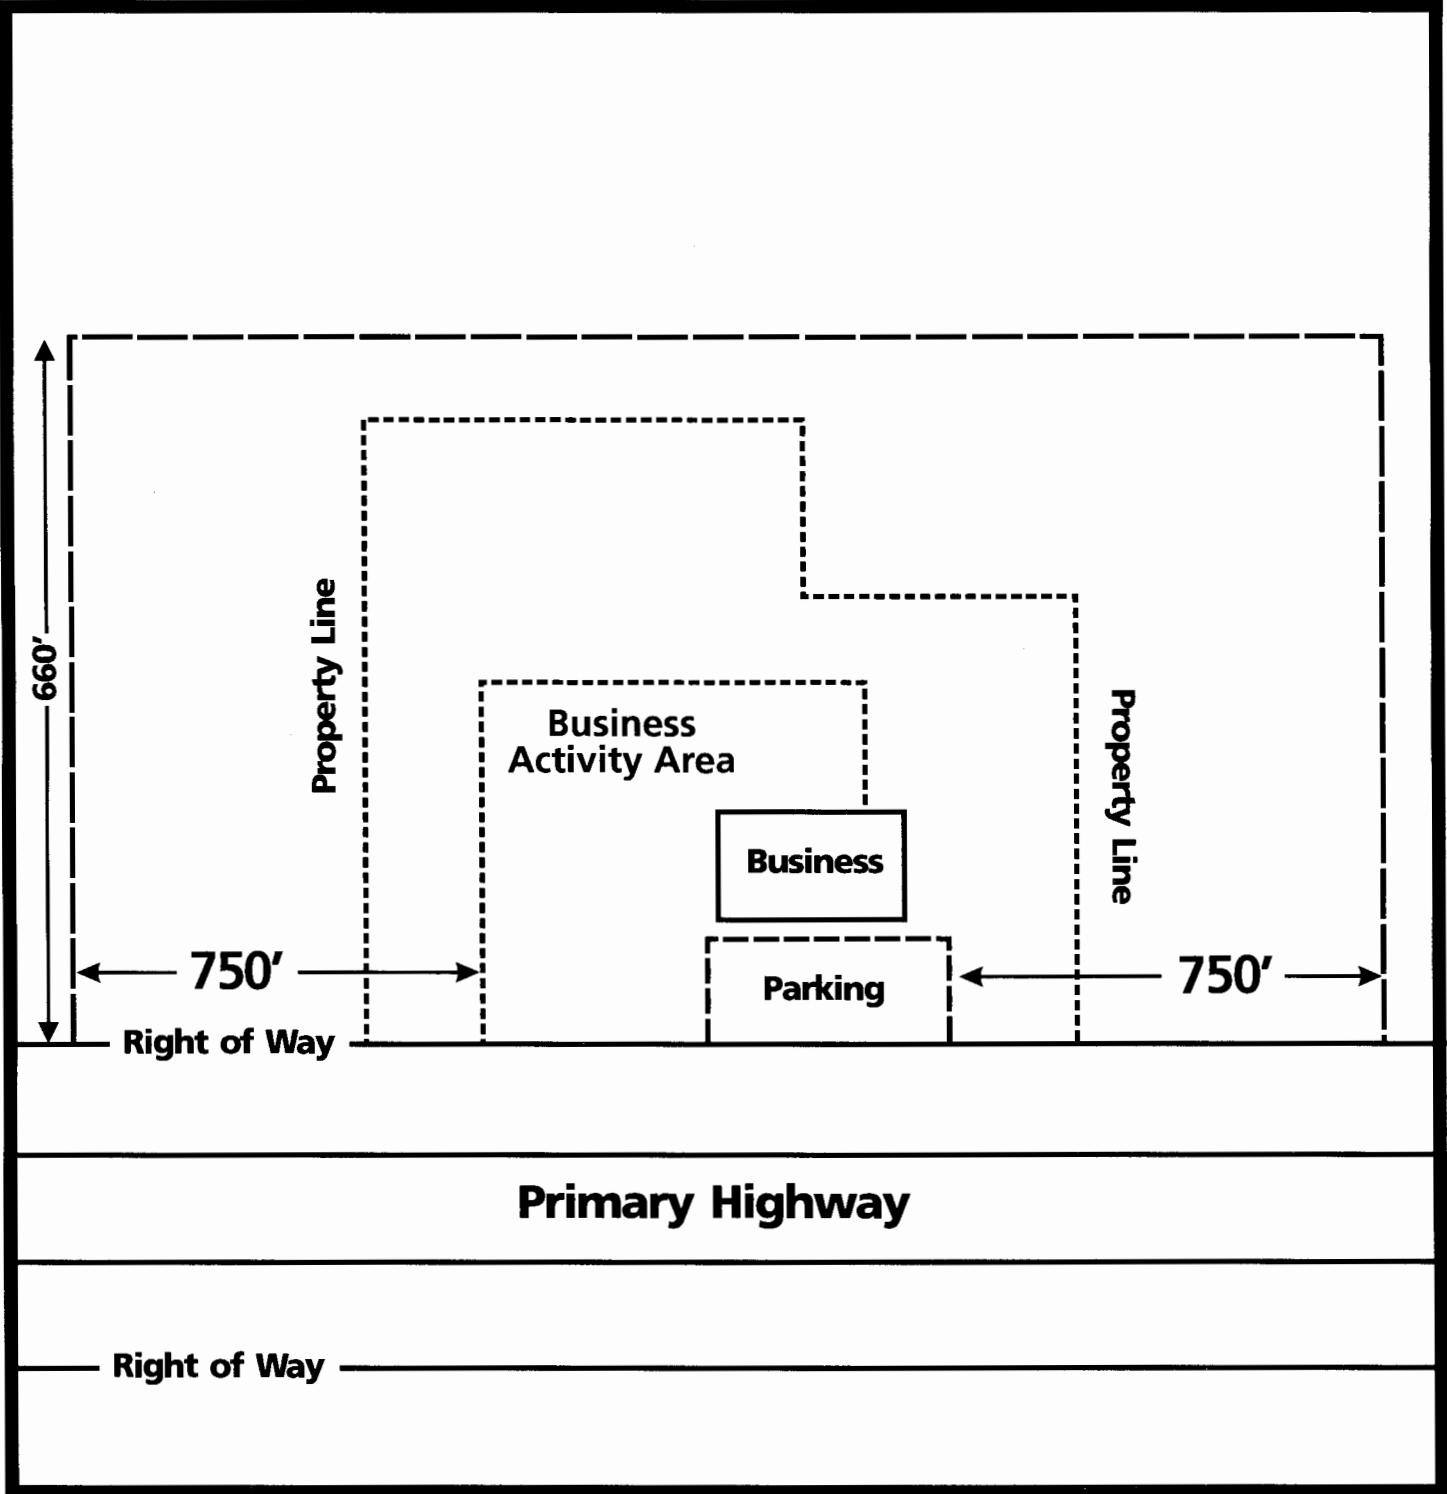 660′
Property Line
Business
Activity Area
Property Line
Business
750′
Parking
750′
Right of Way
Primary Highway
Right of Way